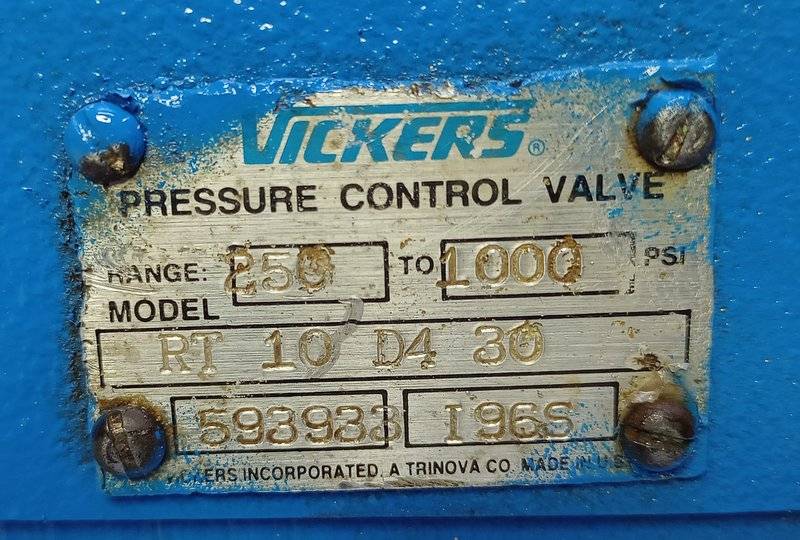 VICKERS®
PRESSURE CONTROL VALVE
RANGE: 250 TO 1000 PSI
MODEL
RT 10 D4 30
593933 I96S
VICKERS INCORPORATED, A TRINOVA CO. MADE IN U.S.